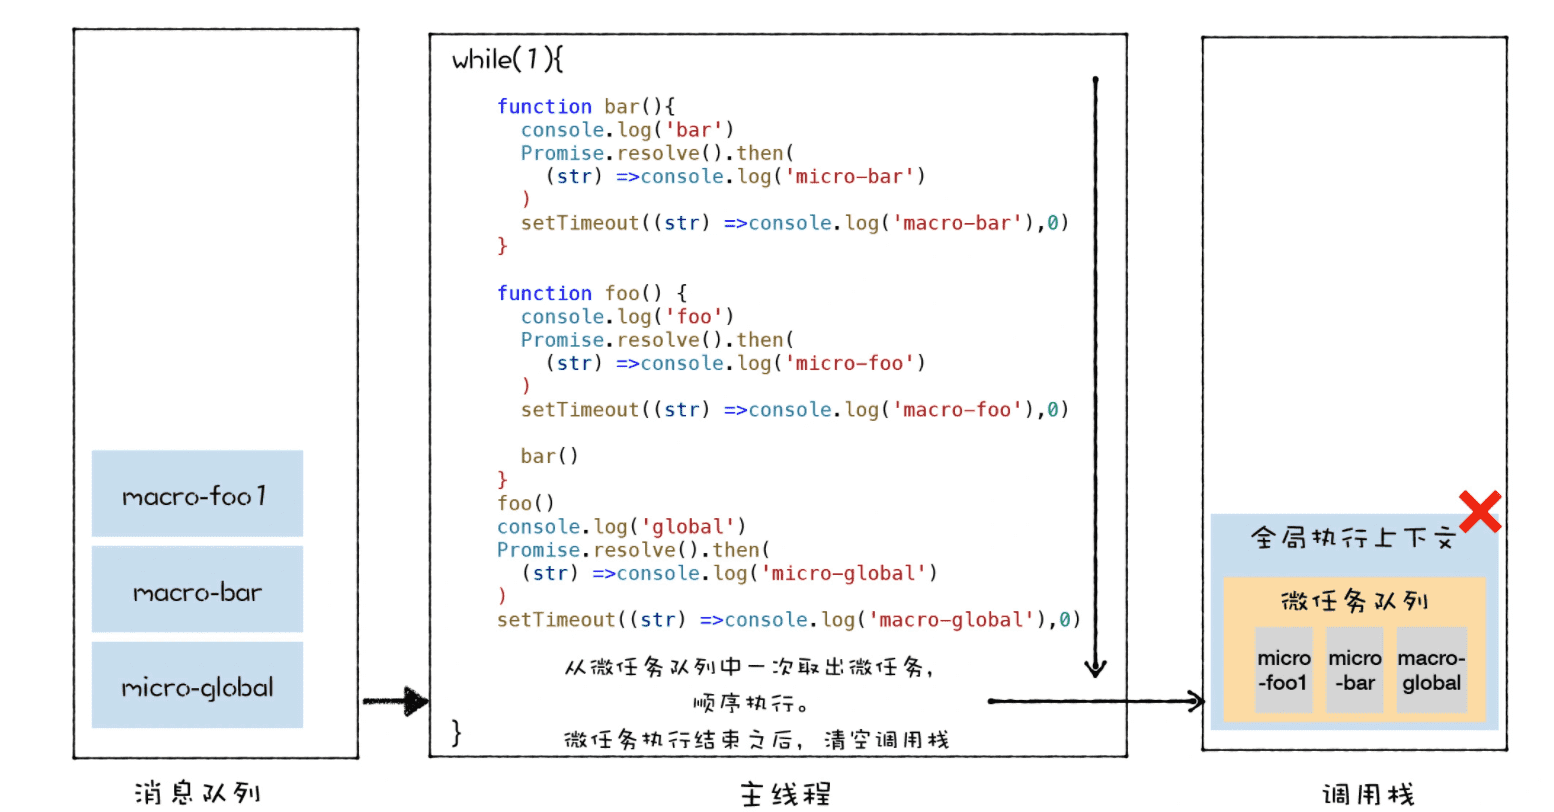 macro-foo1
macro-bar
micro-global
消息队列
while(1){
function bar(){
console.log('bar')
Promise.resolve().then(
(str) =>console.log('micro-bar')
)
setTimeout((str) =>console.log('macro-bar'),0)
}
function foo() {
console.log('foo')
Promise.resolve().then(
(str) =>console.log('micro-foo')
)
setTimeout((str) =>console.log('macro-foo'),0)
bar()
}
foo()
console.log('global')
Promise.resolve().then(
(str) =>console.log('micro-global')
)
setTimeout((str) =>console.log('macro-global'),0)
从微任务队列中一次取出微任务,
顺序执行。
微任务执行结束之后,清空调用栈
}
主线程
全局执行上下文
微任务队列
micro
-foo1
micro
-bar
macro-
global
调用栈